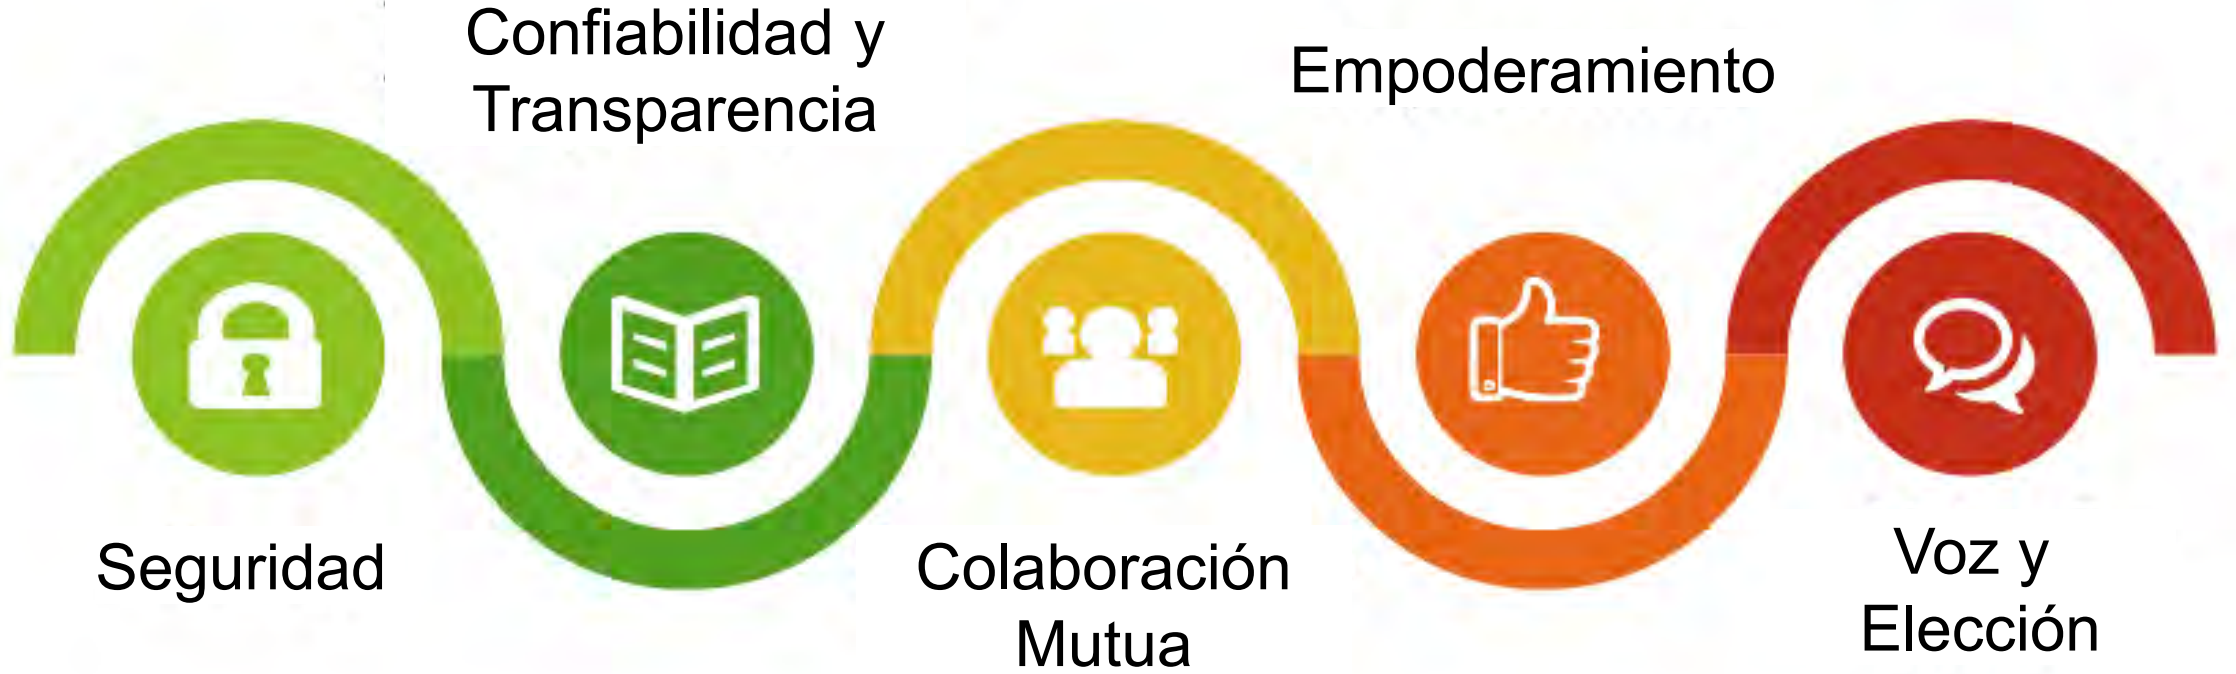 Seguridad
Confiabilidad y
Transparencia
Colaboración
Mutua
Empoderamiento
Voz y
Elección